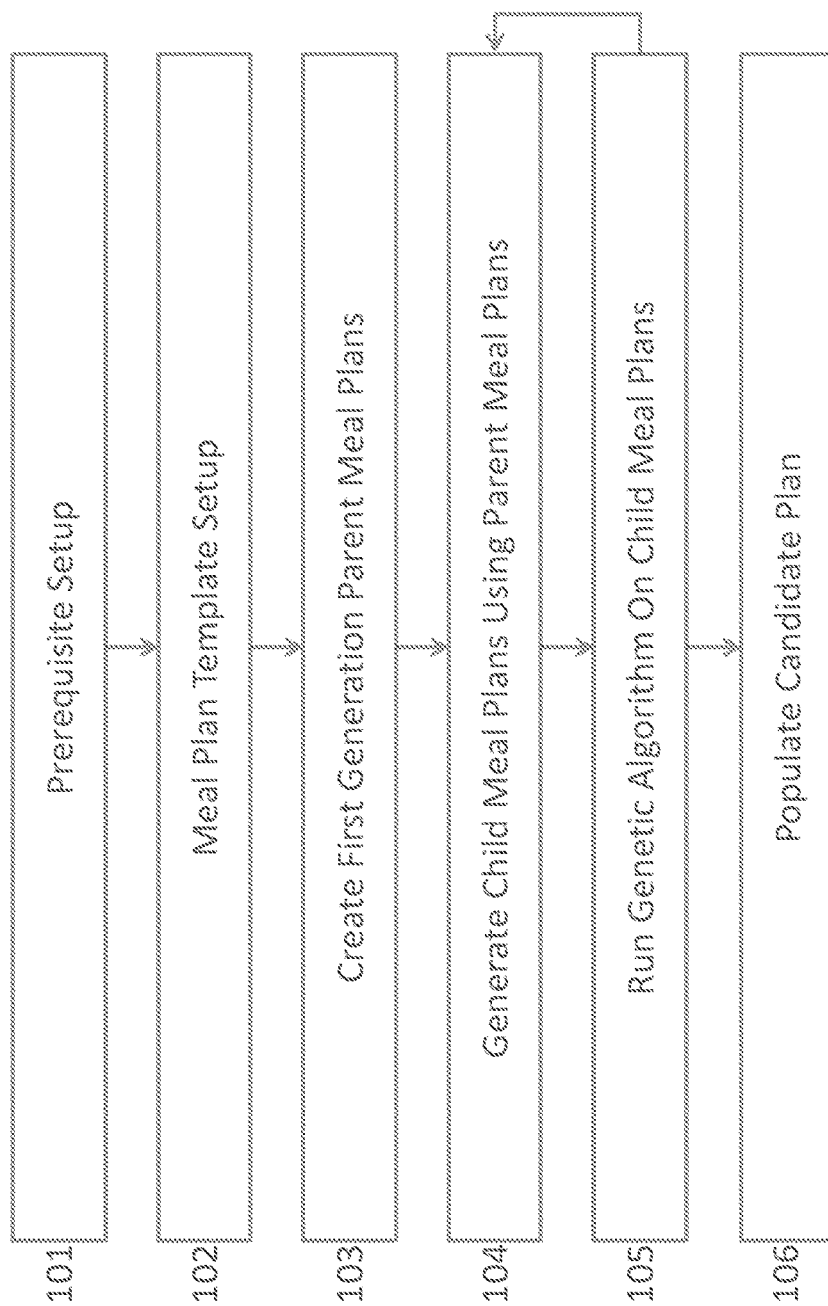 101
Prerequisite Setup
102
Meal Plan Template Setup
103
Create First Generation Parent Meal Plans
104
Generate Child Meal Plans Using Parent Meal Plans
105
Run Genetic Algorithm On Child Meal Plans
106
Populate Candidate Plan